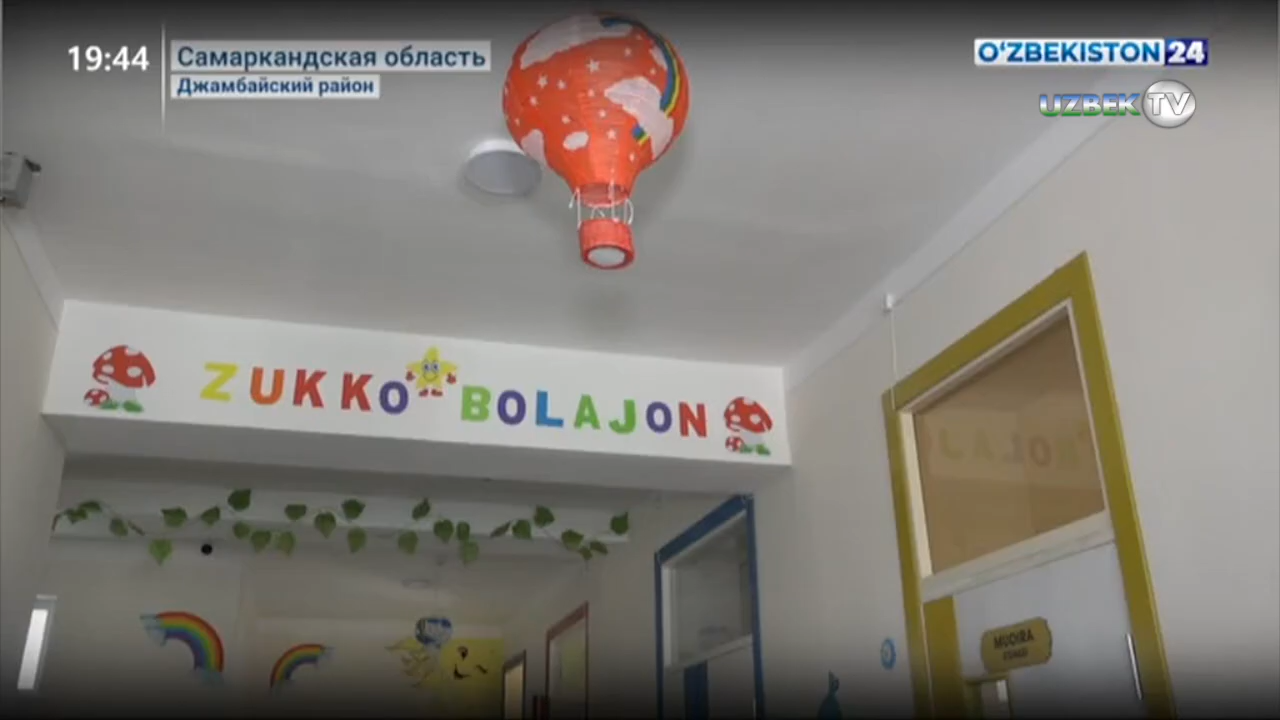 19:44
Самаркандская область
Джамбайский район
O'ZBEKISTON 24
UZBEK TV
ZUKKO BOLAJON
MUDIRA